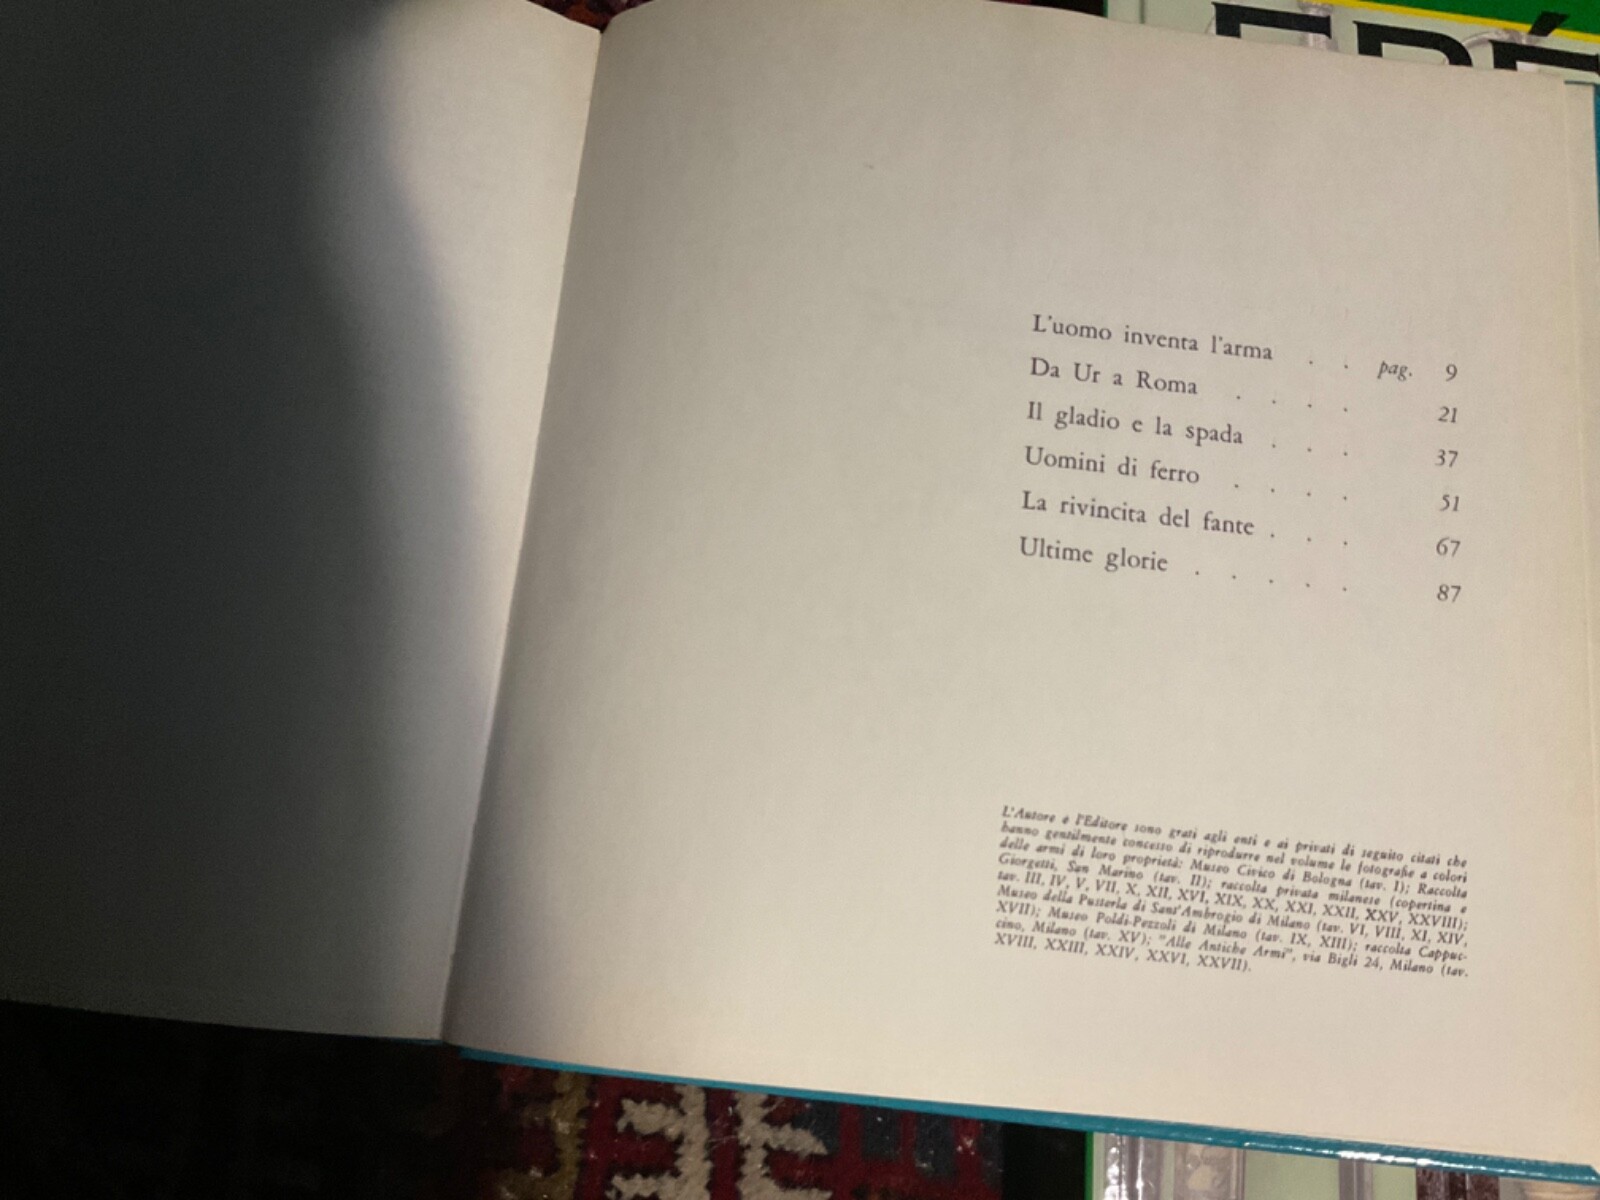 L'uomo inventa l'arma . . pag. 9
Da Ur a Roma . . . . 21
Il gladio e la spada . . . 37
Uomini di ferro . . . . 51
La rivincita del fante . . . 67
Ultime glorie . . . . . 87
L'Autore e l'Editore sono grati agli enti e ai privati di seguito citati che
hanno gentilmente concesso di riprodurre nel volume le fotografie a colori
delle armi di loro proprietà: Museo Civico di Bologna (tav. I); Raccolta
Giorgetti, San Marino (tav. II); raccolta privata milanese (copertina e
tav. III, IV, V, VII, X, XII, XVI, XIX, XX, XXI, XXII, XXV, XXVIII);
Museo della Pusterla di Sant'Ambrogio di Milano (tav. VI, VIII, XI, XIV,
XVII); Museo Poldi-Pezzoli di Milano (tav. IX, XIII); raccolta Cappuc-
cino, Milano (tav. XV); "Alle Antiche Armi", via Bigli 24, Milano (tav.
XVIII, XXIII, XXIV, XXVI, XXVII).